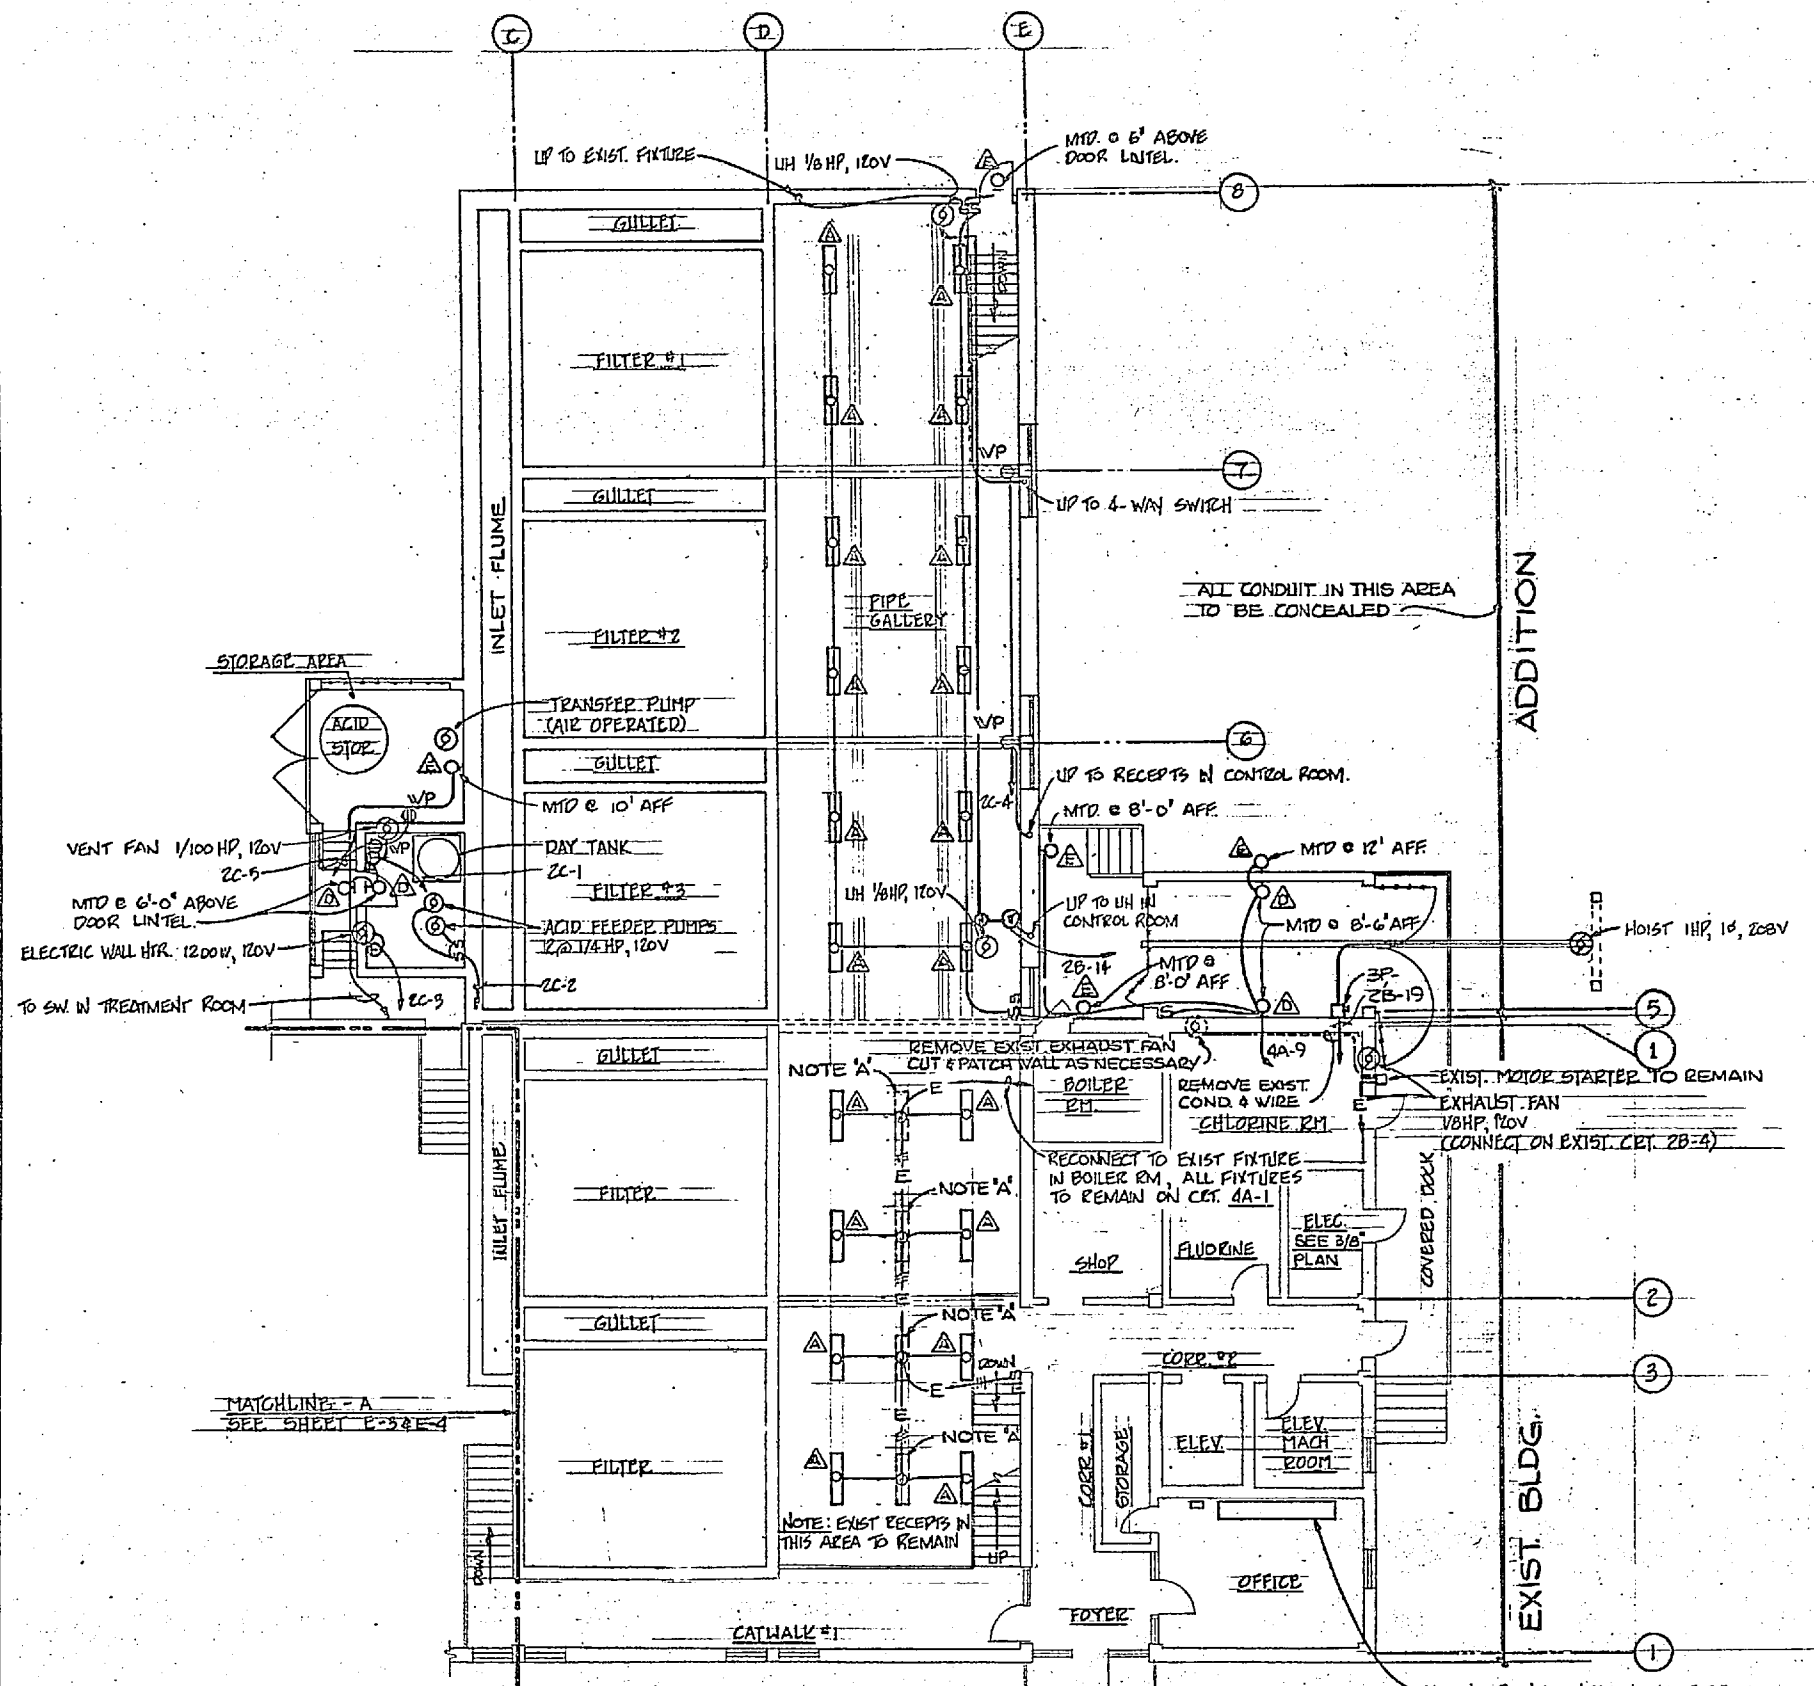 C
D
E
UP TO EXIST. FIXTURE
UH 1/8 HP, 120V
MTD. @ 6" ABOVE
DOOR LINTEL.
E
8
GULLET
A
DOWN
A
FILTER #1
A
A
WP
7
GULLET
UP TO 4-WAY SWITCH
INLET FLUME
A
A
ALL CONDUIT IN THIS AREA
TO BE CONCEALED
ADDITION
PIPE
GALLERY
FILTER #2
STORAGE AREA
A
A
TRANSFER PUMP
(AIR OPERATED)
ACID
STOR.
WP
6
E
GULLET
UP TO RECEPTS IN CONTROL ROOM.
MTD @ 10' AFF
WP
2C-4
MTD. @ 8'-0" AFF.
A
A
VENT FAN 1/100 HP, 120V
WP
DAY TANK
E
MTD @ 12' AFF.
2C-5
2C-1
D
D
FILTER #3
UH 1/8 HP, 120V
D
MTD @ 6'-0" ABOVE
DOOR LINTEL.
UP TO UH IN
CONTROL ROOM
MTD @ 8'-6" AFF
ACID FEEDER PUMPS
2 @ 1/4 HP, 120V
HOIST 1HP, 1ø, 208V
ELECTRIC WALL HTR. 1200W, 120V
SS
A
A
2B-14
MTD @
8'-0" AFF
3P-
2B-19
2C-2
E
TO SW. IN TREATMENT ROOM
2C-3
S
D
5
REMOVE EXIST EXHAUST FAN
CUT & PATCH WALL AS NECESSARY
4A-9
1
GULLET
NOTE "A"
E
BOILER
RM.
REMOVE EXIST.
COND. & WIRE
EXIST. MOTOR STARTER TO REMAIN
A
A
E
EXHAUST FAN
1/8HP, 120V
(CONNECT ON EXIST. CRT. 2B-4)
CHLORINE RM
INLET FLUME
E
RECONNECT TO EXIST FIXTURE
IN BOILER RM, ALL FIXTURES
TO REMAIN ON CRT. 4A-1
COVERED DOCK
FILTER
NOTE "A"
A
A
ELEC.
SEE 3/8"
PLAN
FLUORINE
SHOP
E
2
GULLET
NOTE "A"
A
A
DOWN
CORR #2
E
3
MATCHLINE - A
SEE SHEET E-3 & E-4
E
NOTE "A"
CORR #1
STORAGE
ELEV.
ELEV.
MACH
ROOM
A
FILTER
A
EXIST. BLDG.
NOTE: EXIST RECEPTS IN
THIS AREA TO REMAIN
UP
DOWN
OFFICE
FOYER
CATWALK #1
1